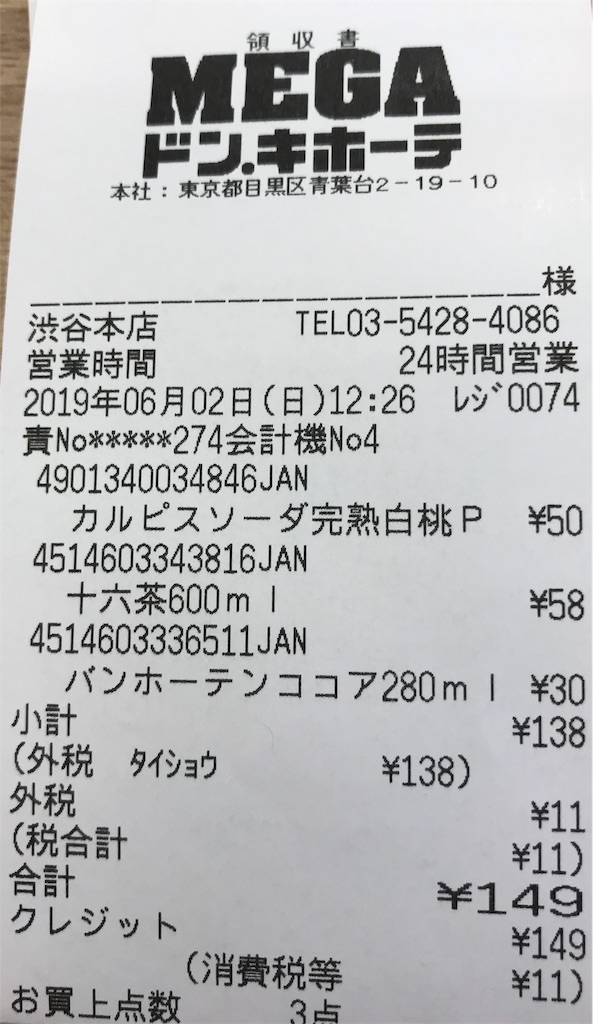 領収書
MEGA
ドン.キホーテ
本社：東京都目黒区青葉台2-19-10
様
渋谷本店 TEL03-5428-4086
営業時間 24時間営業
2019年06月02日(日)12:26 ﾚｼﾞ0074
責No*****274会計機No4
4901340034846JAN
カルピスソーダ完熟白桃P ¥50
4514603343816JAN
十六茶600ml ¥58
4514603336511JAN
バンホーテンココア280ml ¥30
小計 ¥138
(外税 ﾀｲｼｮｳ ¥138)
外税 ¥11
(税合計 ¥11)
合計 ¥149
クレジット ¥149
(消費税等 ¥11)
お買上点数 3点